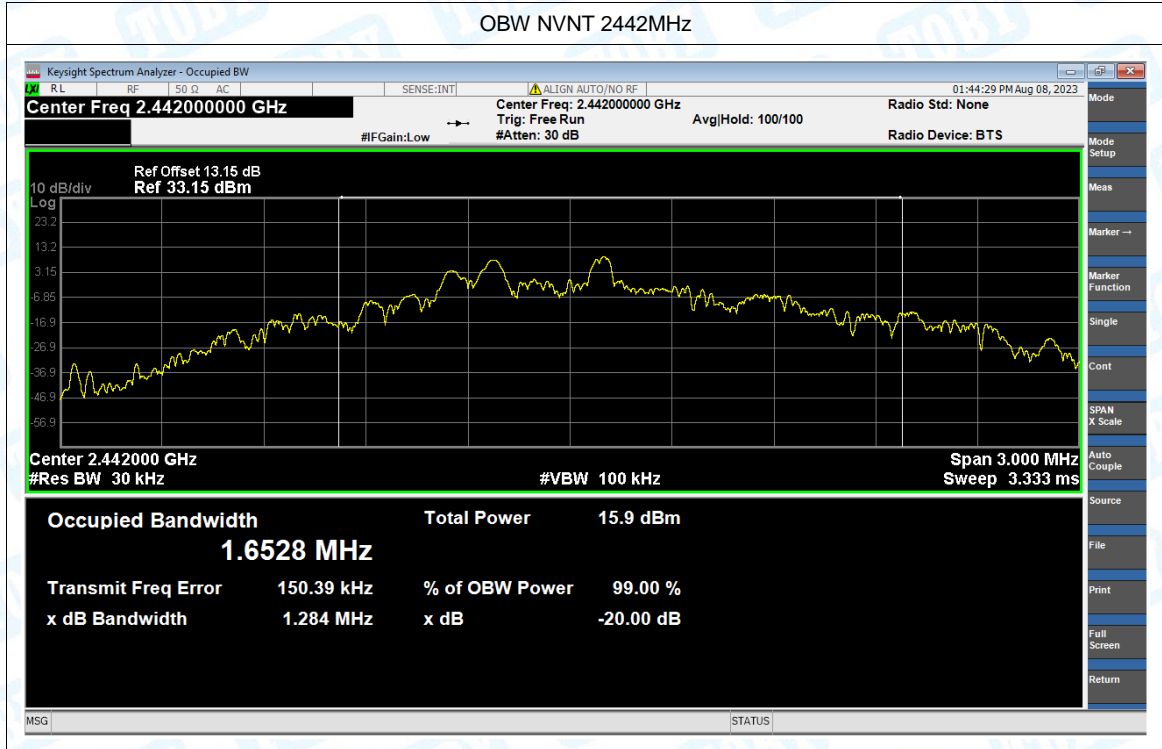 OBW NVNT 2442MHz
Keysight Spectrum Analyzer - Occupied BW
LXI RL RF 50 Ω AC SENSE:INT ALIGN AUTO/NO RF 01:44:29 PM Aug 08, 2023
Center Freq 2.442000000 GHz
Center Freq: 2.442000000 GHz
Radio Std: None
Trig: Free Run
Avg|Hold: 100/100
#IFGain:Low
#Atten: 30 dB
Radio Device: BTS
Ref Offset 13.15 dB
10 dB/div Ref 33.15 dBm
Log
23.2
13.2
3.15
-6.85
-16.9
-26.9
-36.9
-46.9
-56.9
Center 2.442000 GHz
Span 3.000 MHz
#Res BW 30 kHz
#VBW 100 kHz
Sweep 3.333 ms
Occupied Bandwidth
Total Power 15.9 dBm
1.6528 MHz
Transmit Freq Error 150.39 kHz
% of OBW Power 99.00 %
x dB Bandwidth 1.284 MHz
x dB -20.00 dB
MSG
STATUS
Mode
Mode
Setup
Meas
Marker→
Marker
Function
Single
Cont
SPAN
X Scale
Auto
Couple
Source
File
Print
Full
Screen
Return
TOBY